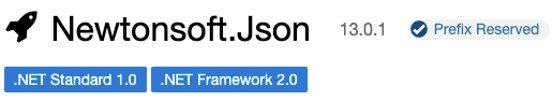 Newtonsoft.Json 13.0.1 Prefix Reserved
.NET Standard 1.0 .NET Framework 2.0